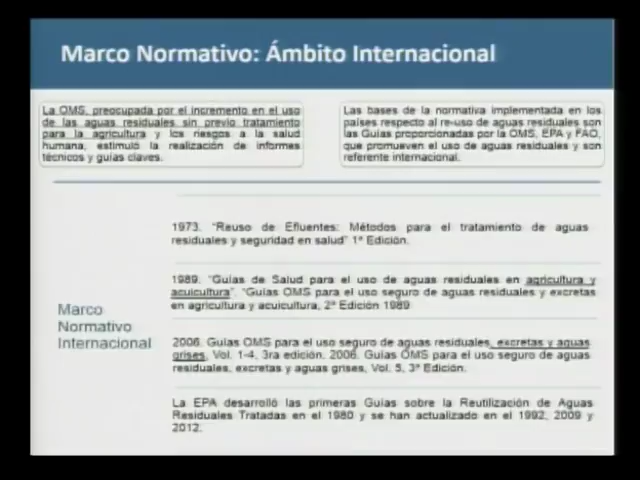 Marco Normativo: Ámbito Internacional
La OMS, preocupada por el incremento en el uso
de las aguas residuales sin previo tratamiento
para la agricultura y los riesgos a la salud
humana, estimuló la realización de informes
técnicos y guías claves.
Las bases de la normativa implementada en los
países respecto al re-uso de aguas residuales son
las Guías proporcionadas por la OMS, EPA y FAO,
que promueven el uso de aguas residuales y son
referente internacional.
1973. "Reuso de Efluentes: Métodos para el tratamiento de aguas
residuales y seguridad en salud" 1ª Edición.
1989. "Guías de Salud para el uso de aguas residuales en agricultura y
acuicultura". "Guías OMS para el uso seguro de aguas residuales y excretas
en agricultura y acuicultura, 2ª Edición 1989
Marco
Normativo
Internacional
2006. Guías OMS para el uso seguro de aguas residuales, excretas y aguas
grises, Vol. 1-4, 3ra edición. 2006. Guías OMS para el uso seguro de aguas
residuales, excretas y aguas grises, Vol. 5, 3ª Edición.
La EPA desarrolló las primeras Guías sobre la Reutilización de Aguas
Residuales Tratadas en el 1980 y se han actualizado en el 1992, 2009 y
2012.